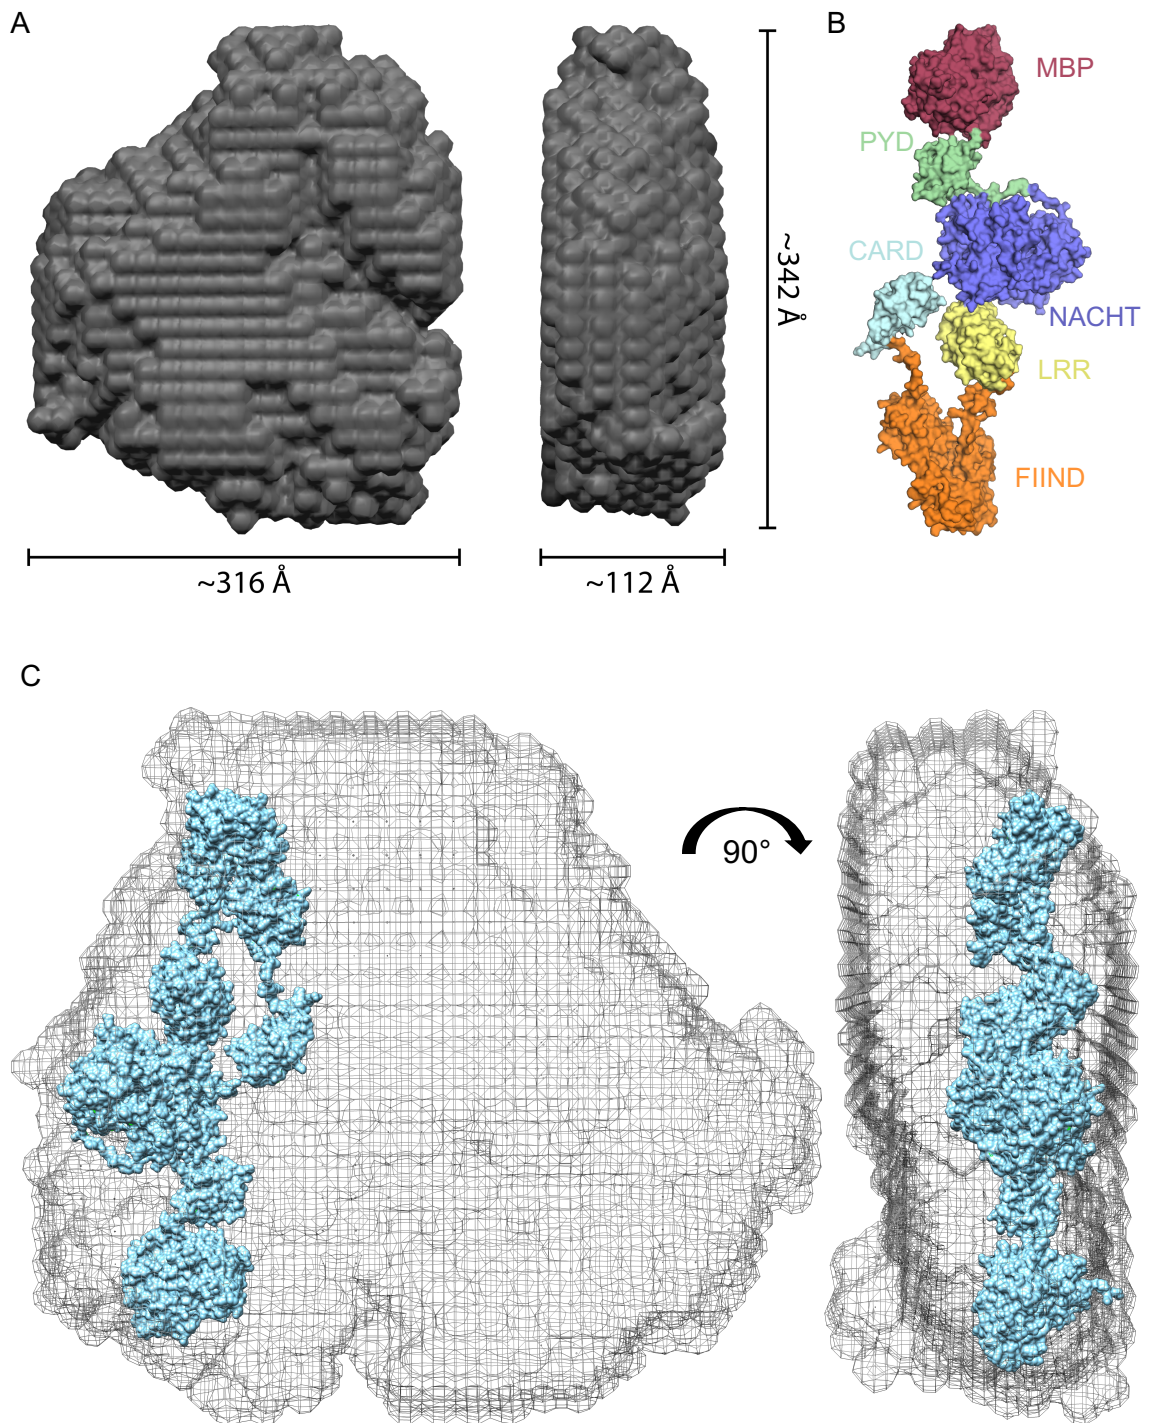 A
B
MBP
PYD
CARD
NACHT
LRR
FIIND
~342 Å
~316 Å
~112 Å
C
90°